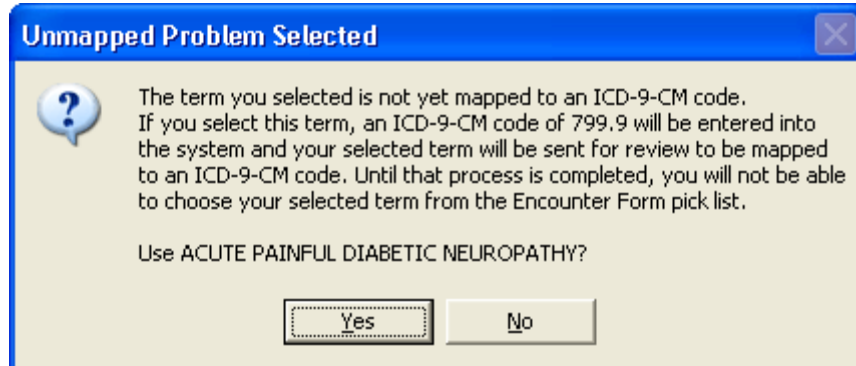 Unmapped Problem Selected
The term you selected is not yet mapped to an ICD-9-CM code.
If you select this term, an ICD-9-CM code of 799.9 will be entered into
the system and your selected term will be sent for review to be mapped
to an ICD-9-CM code. Until that process is completed, you will not be able
to choose your selected term from the Encounter Form pick list.
Use ACUTE PAINFUL DIABETIC NEUROPATHY?
Yes No